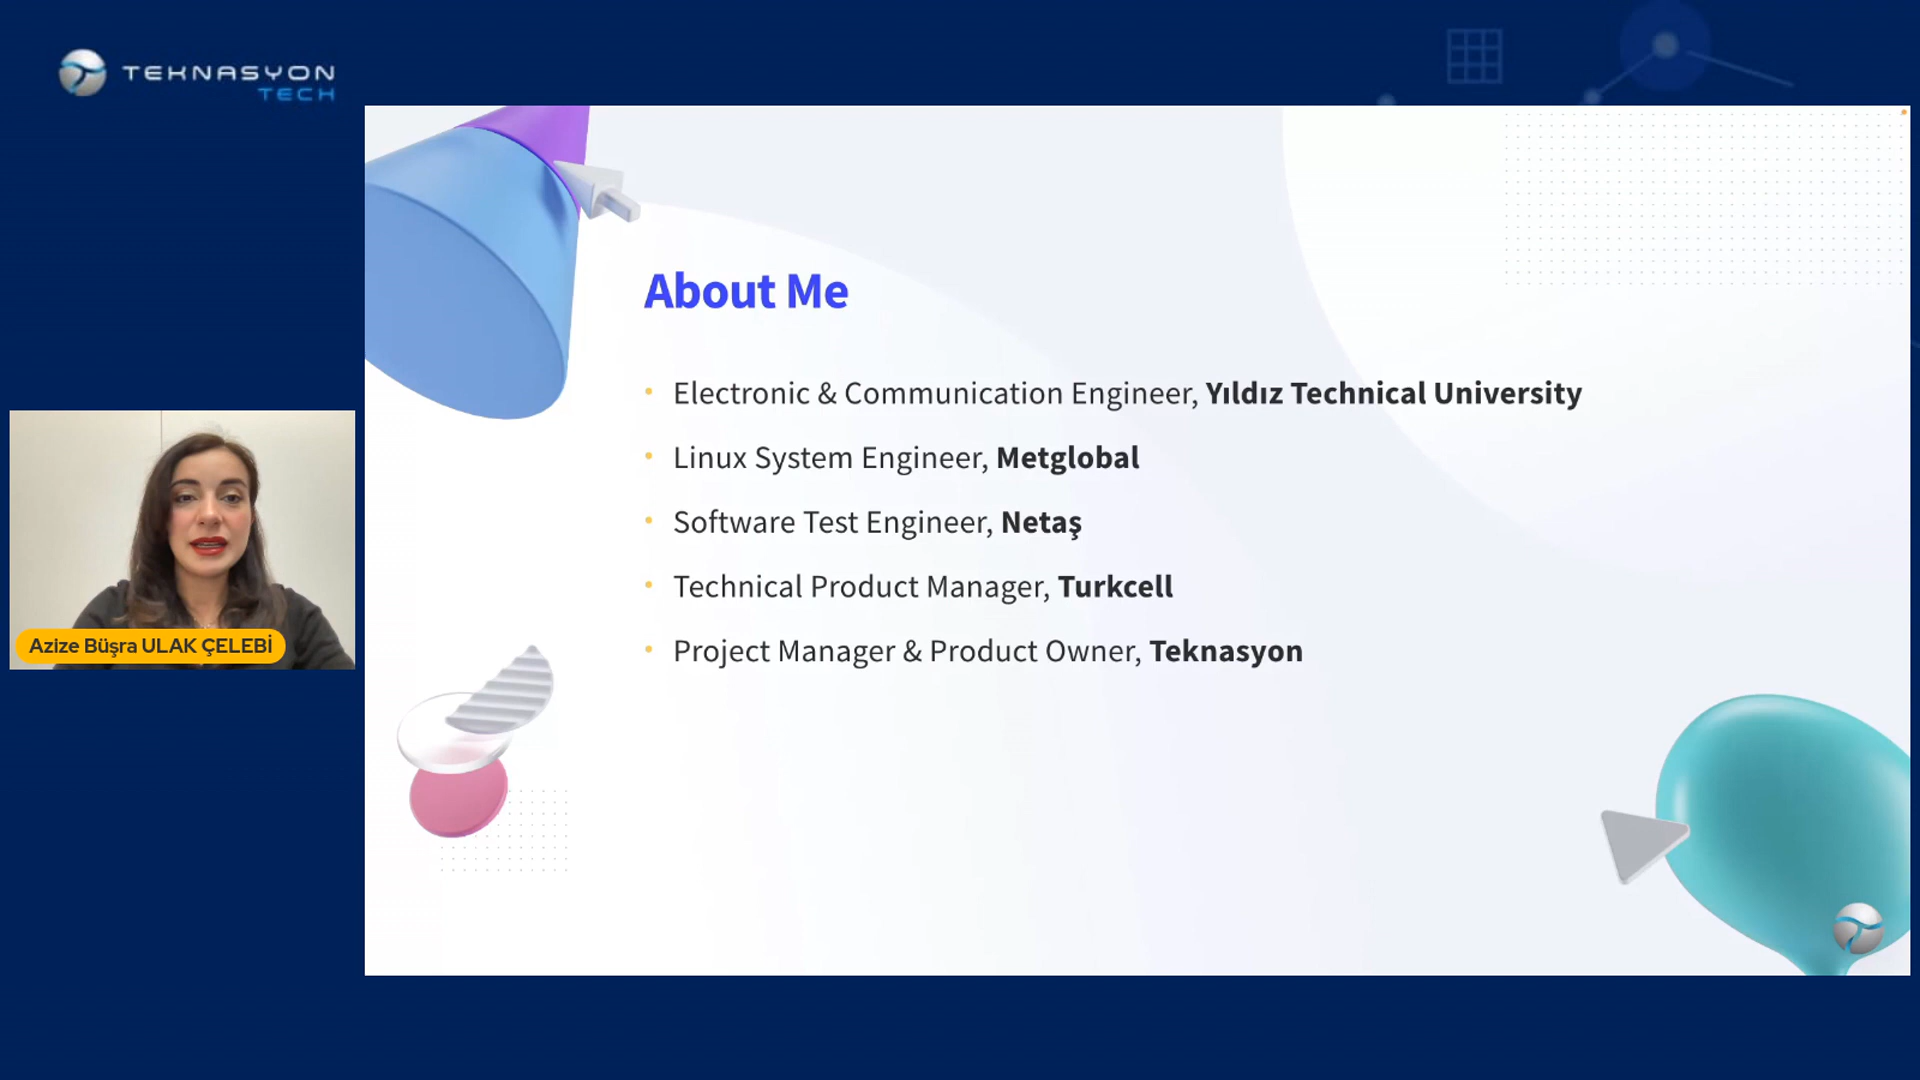 TEKNASYON
TECH
About Me
• Electronic & Communication Engineer, Yıldız Technical University
• Linux System Engineer, Metglobal
• Software Test Engineer, Netaş
• Technical Product Manager, Turkcell
• Project Manager & Product Owner, Teknasyon
Azize Büşra ULAK ÇELEBİ